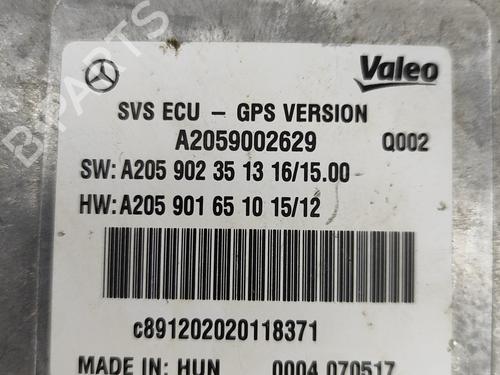 Valeo
SVS ECU – GPS VERSION
A2059002629 Q002
SW: A205 902 35 13 16/15.00
HW: A205 901 65 10 15/12
c891202020118371
MADE IN: HUN 0004 070517